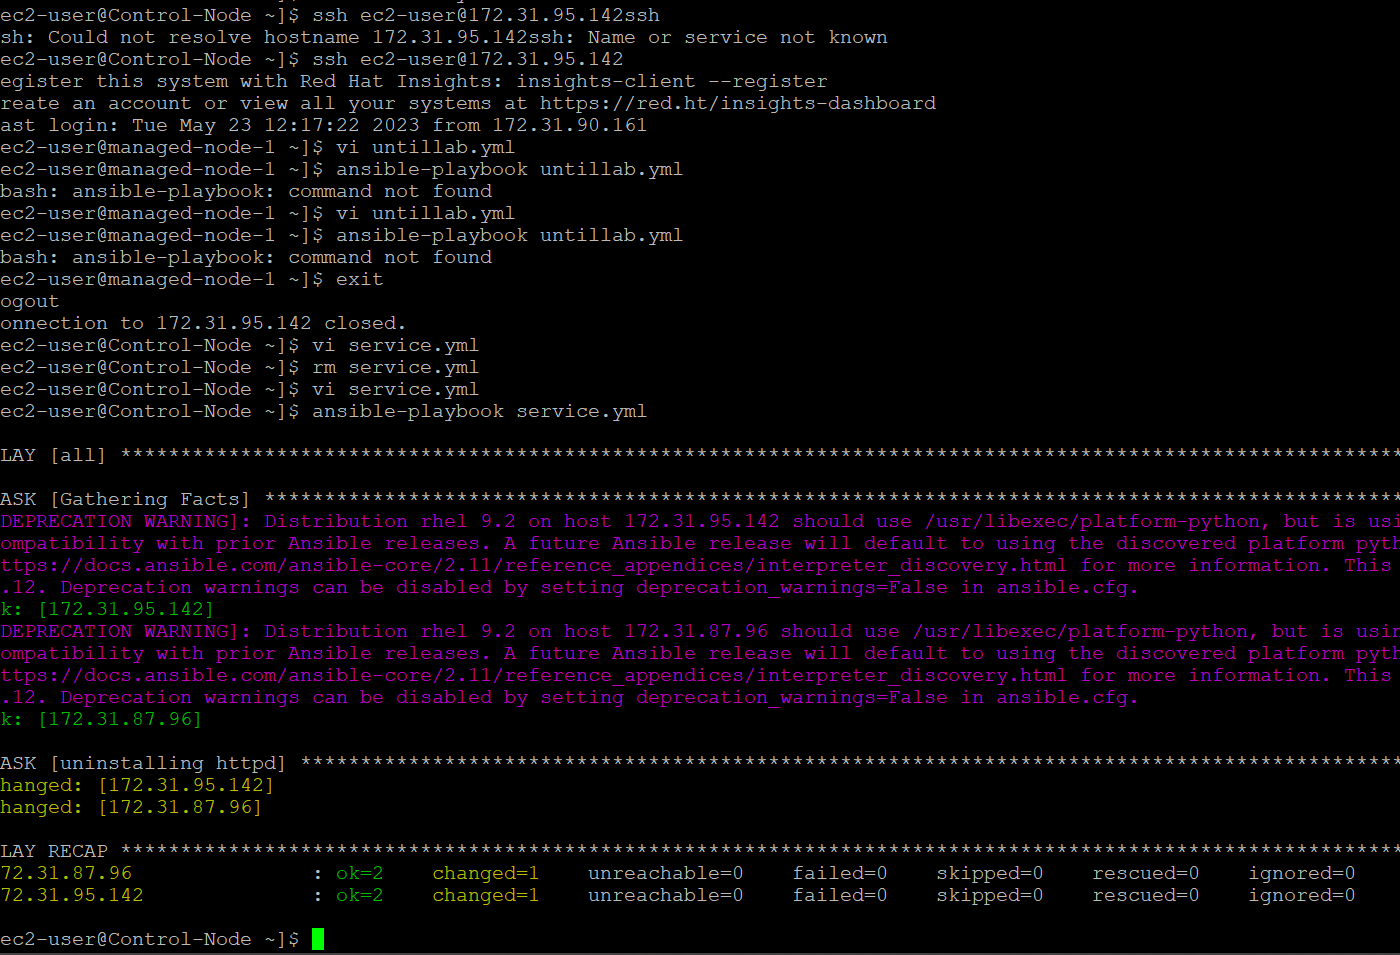 ec2-user@Control-Node ~]$ ssh ec2-user@172.31.95.142ssh
sh: Could not resolve hostname 172.31.95.142ssh: Name or service not known
ec2-user@Control-Node ~]$ ssh ec2-user@172.31.95.142
egister this system with Red Hat Insights: insights-client --register
reate an account or view all your systems at https://red.ht/insights-dashboard
ast login: Tue May 23 12:17:22 2023 from 172.31.90.161
ec2-user@managed-node-1 ~]$ vi untillab.yml
ec2-user@managed-node-1 ~]$ ansible-playbook untillab.yml
bash: ansible-playbook: command not found
ec2-user@managed-node-1 ~]$ vi untillab.yml
ec2-user@managed-node-1 ~]$ ansible-playbook untillab.yml
bash: ansible-playbook: command not found
ec2-user@managed-node-1 ~]$ exit
ogout
onnection to 172.31.95.142 closed.
ec2-user@Control-Node ~]$ vi service.yml
ec2-user@Control-Node ~]$ rm service.yml
ec2-user@Control-Node ~]$ vi service.yml
ec2-user@Control-Node ~]$ ansible-playbook service.yml
LAY [all] ***********************************************************************************************************
ASK [Gathering Facts] ***********************************************************************************************
DEPRECATION WARNING]: Distribution rhel 9.2 on host 172.31.95.142 should use /usr/libexec/platform-python, but is usi
ompatibility with prior Ansible releases. A future Ansible release will default to using the discovered platform pyth
ttps://docs.ansible.com/ansible-core/2.11/reference_appendices/interpreter_discovery.html for more information. This
.12. Deprecation warnings can be disabled by setting deprecation_warnings=False in ansible.cfg.
k: [172.31.95.142]
DEPRECATION WARNING]: Distribution rhel 9.2 on host 172.31.87.96 should use /usr/libexec/platform-python, but is usin
ompatibility with prior Ansible releases. A future Ansible release will default to using the discovered platform pyth
ttps://docs.ansible.com/ansible-core/2.11/reference_appendices/interpreter_discovery.html for more information. This
.12. Deprecation warnings can be disabled by setting deprecation_warnings=False in ansible.cfg.
k: [172.31.87.96]
ASK [uninstalling httpd] ********************************************************************************************
hanged: [172.31.95.142]
hanged: [172.31.87.96]
LAY RECAP ***********************************************************************************************************
72.31.87.96 : ok=2 changed=1 unreachable=0 failed=0 skipped=0 rescued=0 ignored=0
72.31.95.142 : ok=2 changed=1 unreachable=0 failed=0 skipped=0 rescued=0 ignored=0
ec2-user@Control-Node ~]$